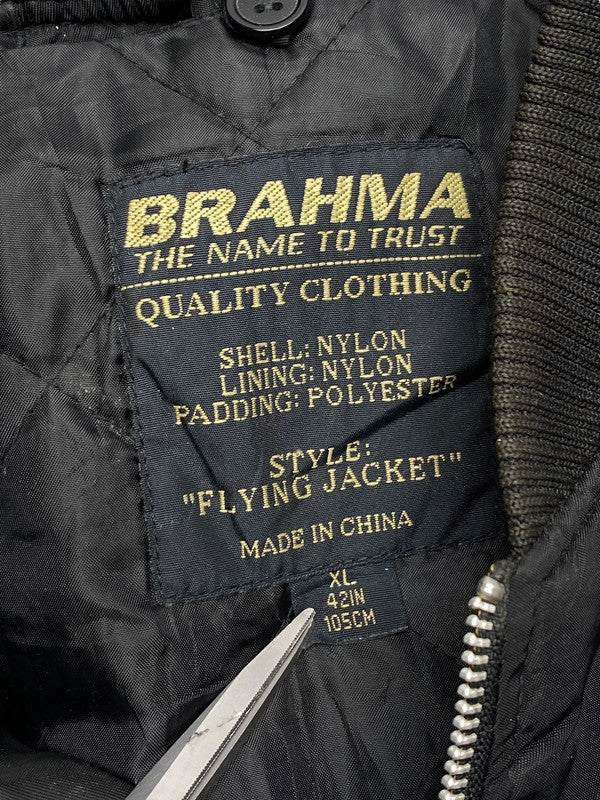 BRAHMA
THE NAME TO TRUST
QUALITY CLOTHING
SHELL: NYLON
LINING: NYLON
PADDING: POLYESTER
STYLE:
"FLYING JACKET"
MADE IN CHINA
XL
42IN
105CM